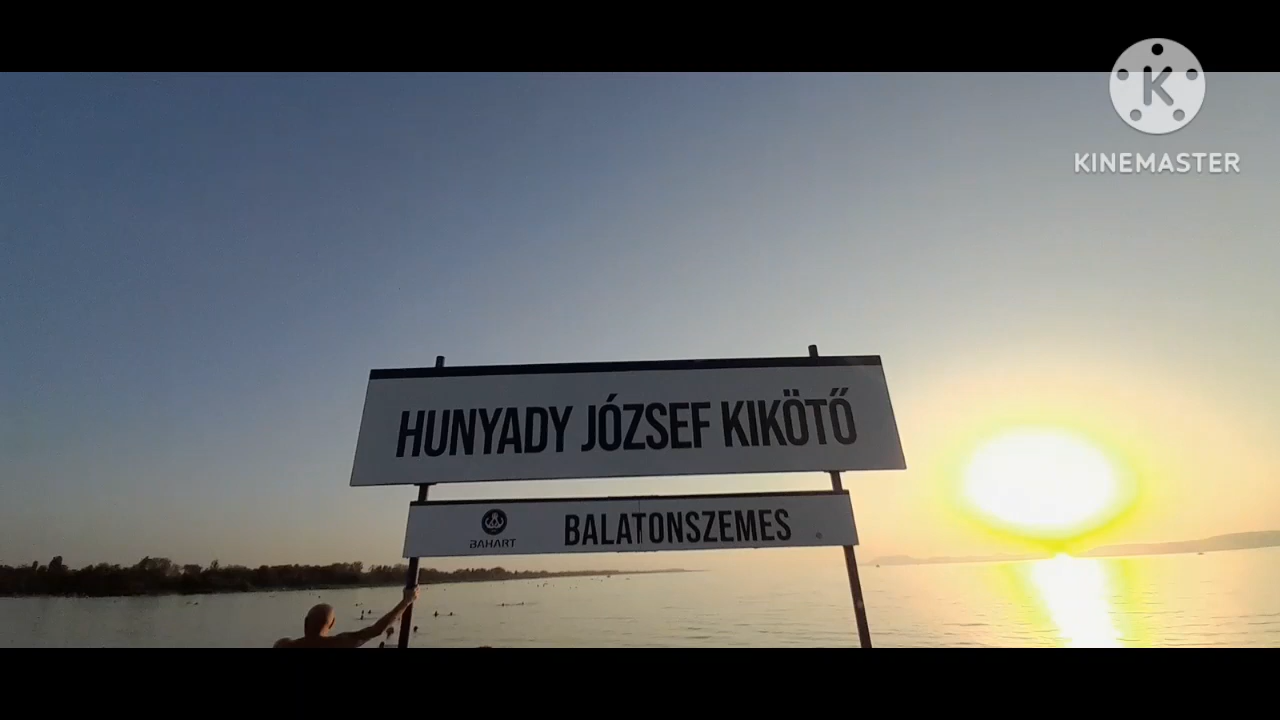 K
KINEMASTER
HUNYADY JÓZSEF KIKÖTŐ
BAHART
BALATONSZEMES